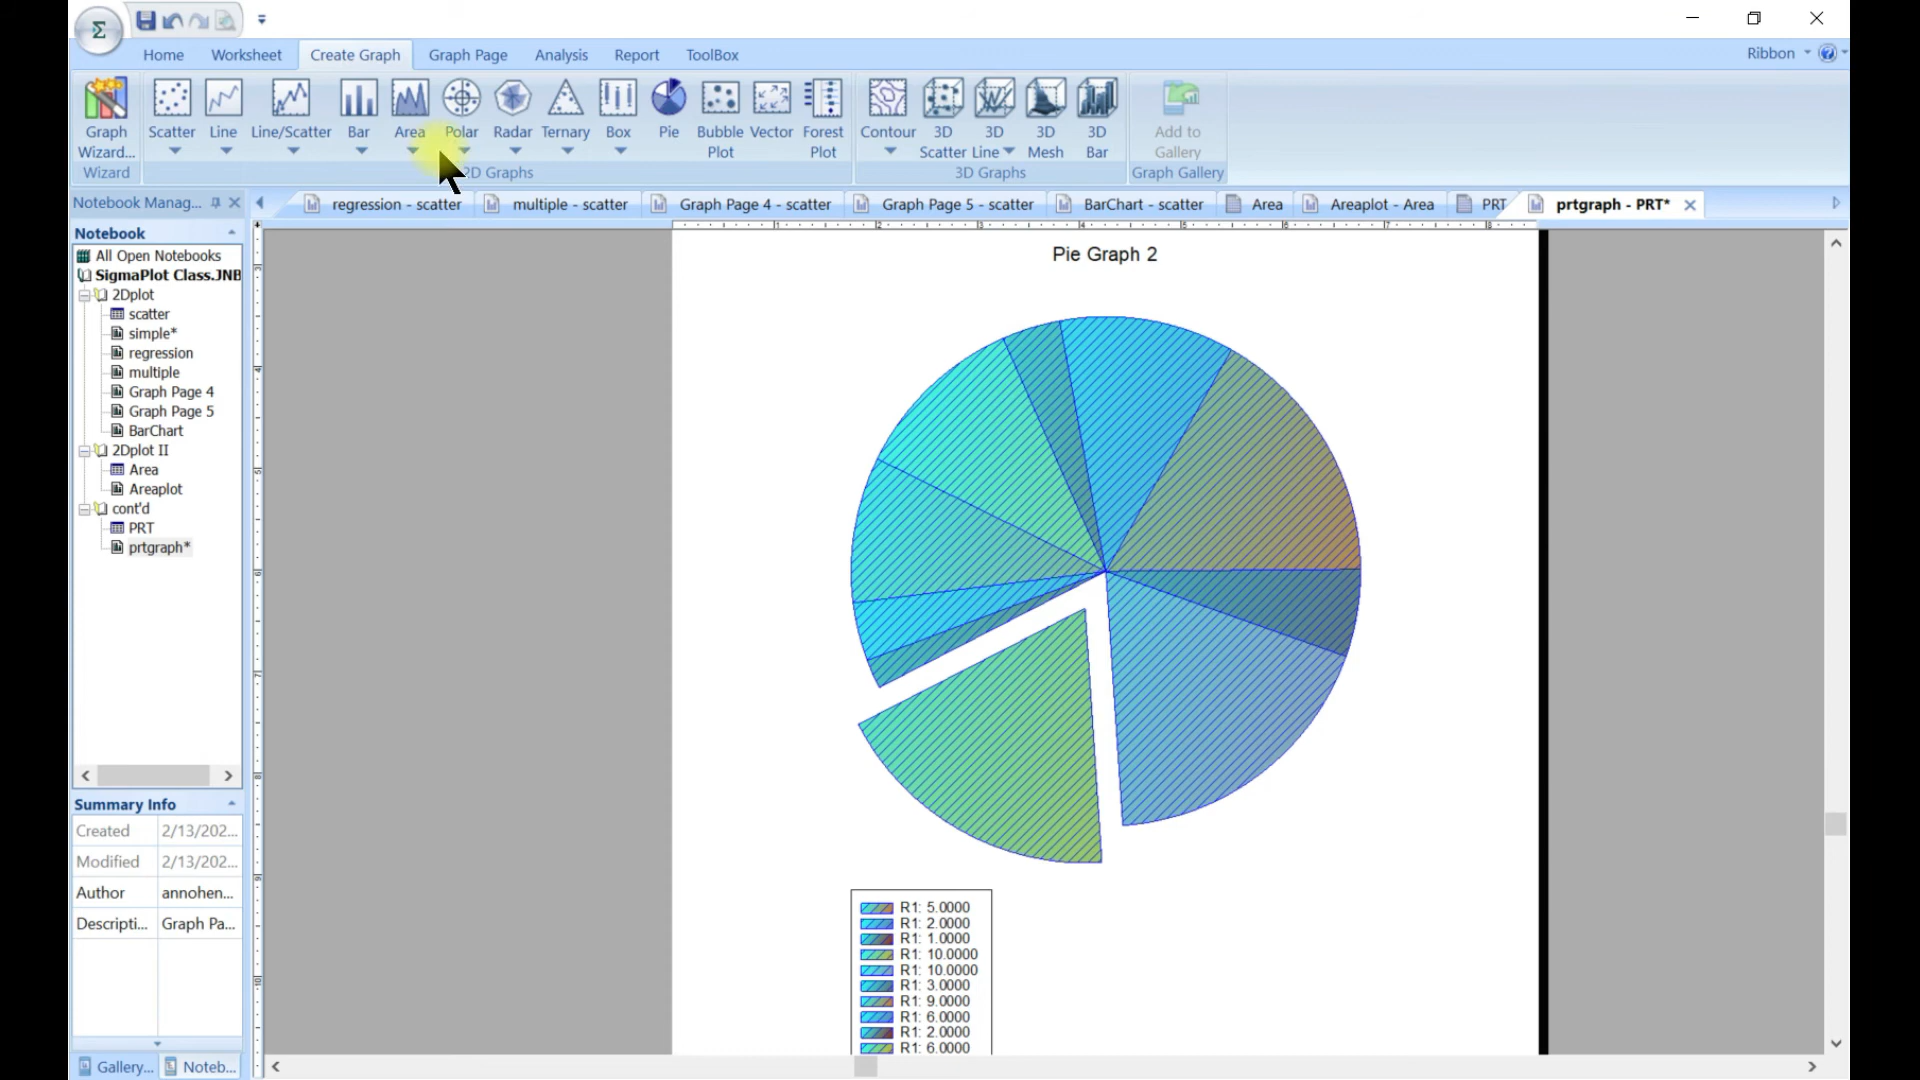 Σ
Home Worksheet Create Graph Graph Page Analysis Report ToolBox Ribbon
Graph Wizard...
Scatter
Line
Line/Scatter
Bar
Area
Polar
Radar
Ternary
Box
Pie
Bubble Plot
Vector
Forest Plot
Contour
3D Scatter
3D Line
3D Mesh
3D Bar
Add to Gallery
Wizard 2D Graphs 3D Graphs Graph Gallery
Notebook Manag...
regression - scatter multiple - scatter Graph Page 4 - scatter Graph Page 5 - scatter BarChart - scatter Area Areaplot - Area PRT prtgraph - PRT*
Notebook
All Open Notebooks
SigmaPlot Class.JNB
2Dplot
scatter
simple*
regression
multiple
Graph Page 4
Graph Page 5
BarChart
2Dplot II
Area
Areaplot
cont'd
PRT
prtgraph*
Summary Info
Created 2/13/202...
Modified 2/13/202...
Author annohen...
Descripti... Graph Pa...
Gallery... Noteb...
Pie Graph 2
R1: 5.0000
R1: 2.0000
R1: 1.0000
R1: 10.0000
R1: 10.0000
R1: 3.0000
R1: 9.0000
R1: 6.0000
R1: 2.0000
R1: 6.0000